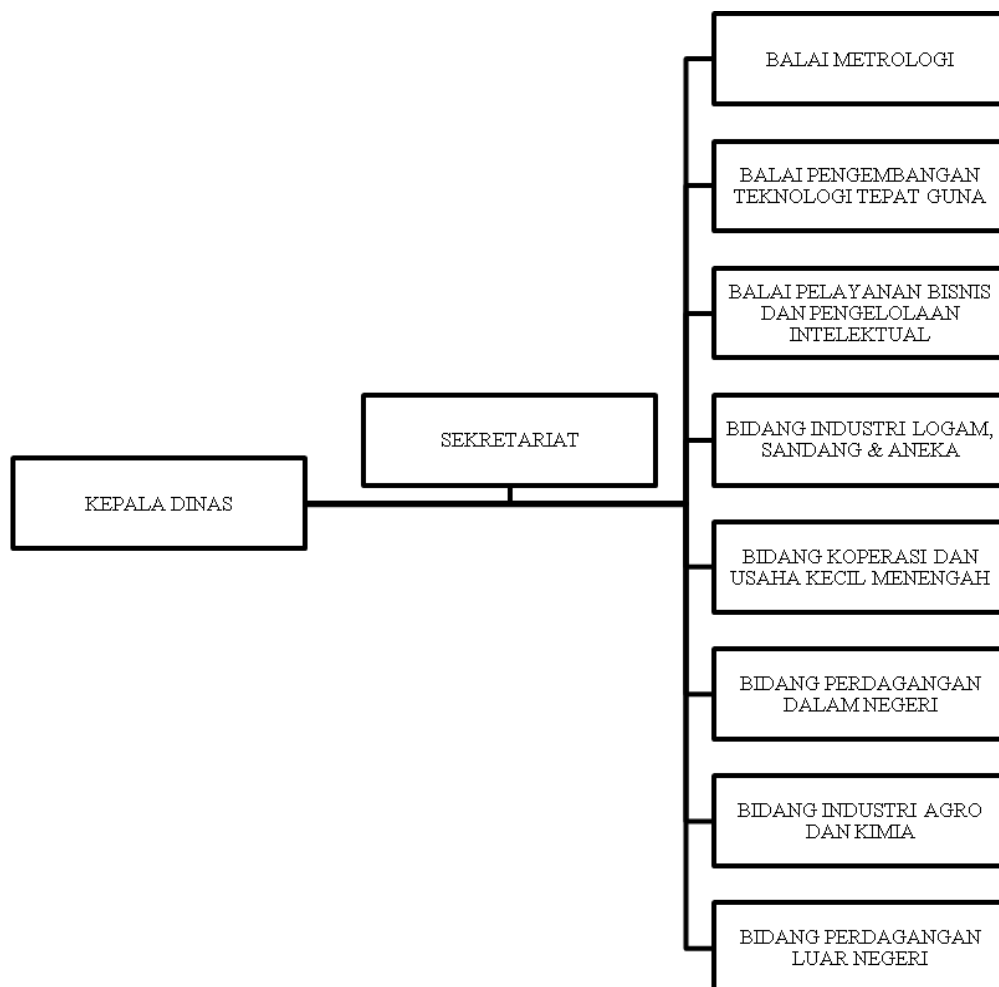 BALAI METROLOGI
BALAI PENGEMBANGAN
TEKNOLOGI TEPAT GUNA
BALAI PELAYANAN BISNIS
DAN PENGELOLAAN
INTELEKTUAL
SEKRETARIAT
BIDANG INDUSTRI LOGAM,
SANDANG & ANEKA
KEPALA DINAS
BIDANG KOPERASI DAN
USAHA KECIL MENENGAH
BIDANG PERDAGANGAN
DALAM NEGERI
BIDANG INDUSTRI AGRO
DAN KIMIA
BIDANG PERDAGANGAN
LUAR NEGERI